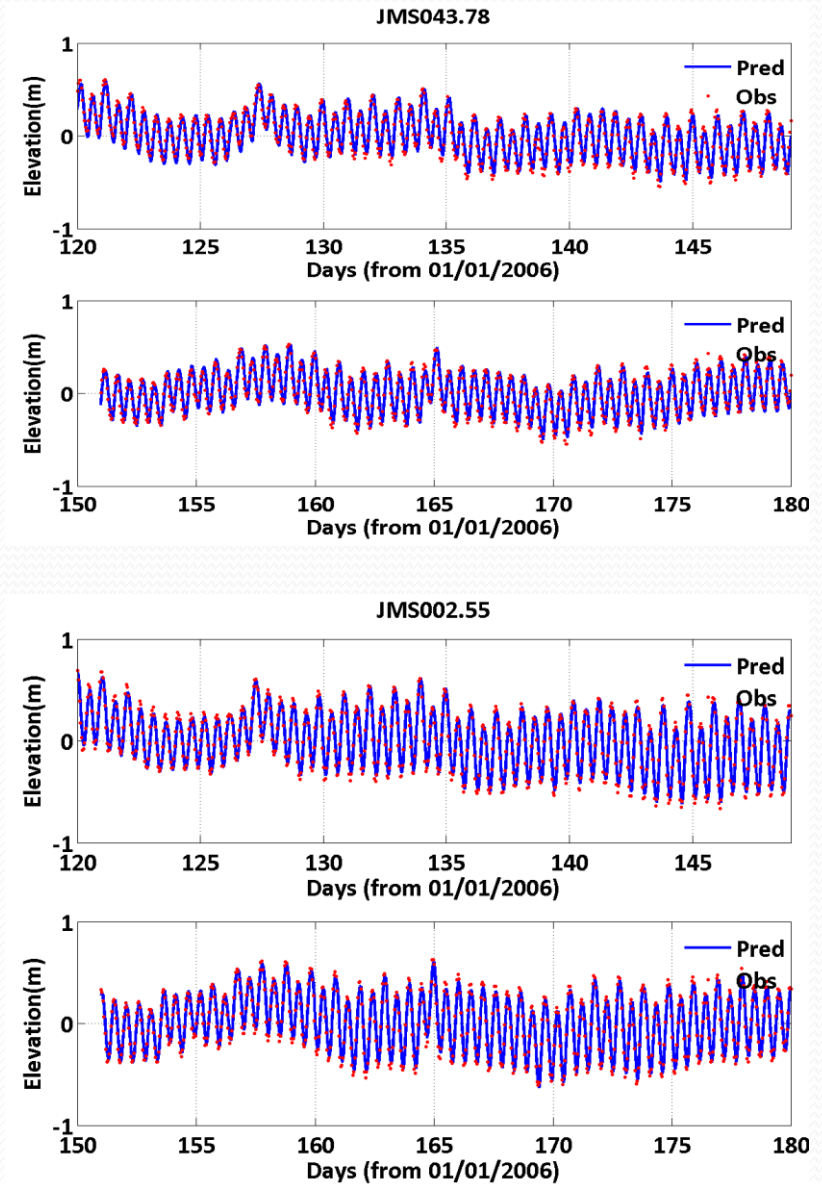 JMS043.78
1
Pred
Obs
Elevation(m)
0
-1
120 125 130 135 140 145
Days (from 01/01/2006)
1
Pred
Obs
Elevation(m)
0
-1
150 155 160 165 170 175 180
Days (from 01/01/2006)
JMS002.55
1
Pred
Obs
Elevation(m)
0
-1
120 125 130 135 140 145
Days (from 01/01/2006)
1
Pred
Obs
Elevation(m)
0
-1
150 155 160 165 170 175 180
Days (from 01/01/2006)